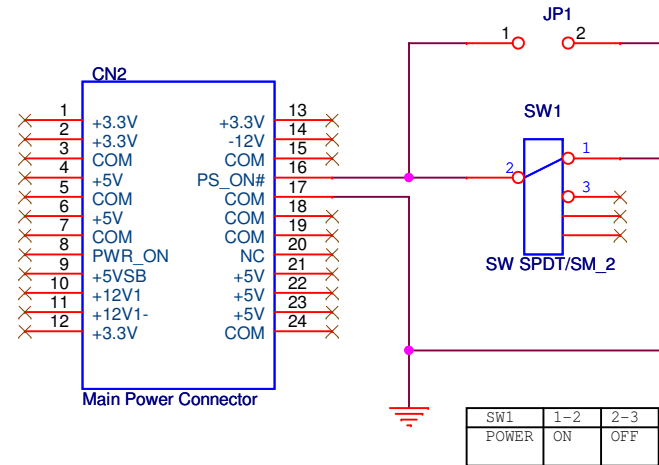 JP1
1
2
CN2
SW1
1 +3.3V +3.3V 13
2 +3.3V -12V 14
3 COM COM 15
4 +5V PS_ON# 16
5 COM COM 17
6 +5V COM 18
7 COM COM 19
8 PWR_ON NC 20
9 +5VSB +5V 21
10 +12V1 +5V 22
11 +12V1- +5V 23
12 +3.3V COM 24
2
1
3
SW SPDT/SM_2
Main Power Connector
SW1 1-2 2-3
POWER ON OFF